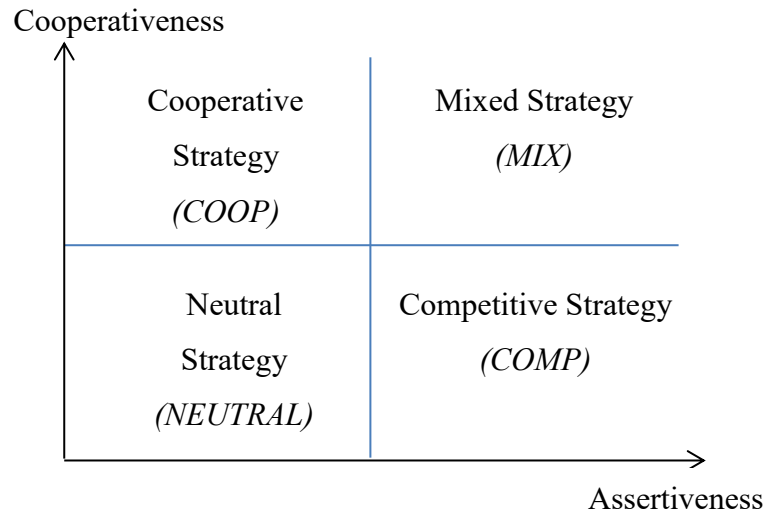 Cooperativeness
Cooperative
Strategy
(COOP)
Mixed Strategy
(MIX)
Neutral
Strategy
(NEUTRAL)
Competitive Strategy
(COMP)
Assertiveness